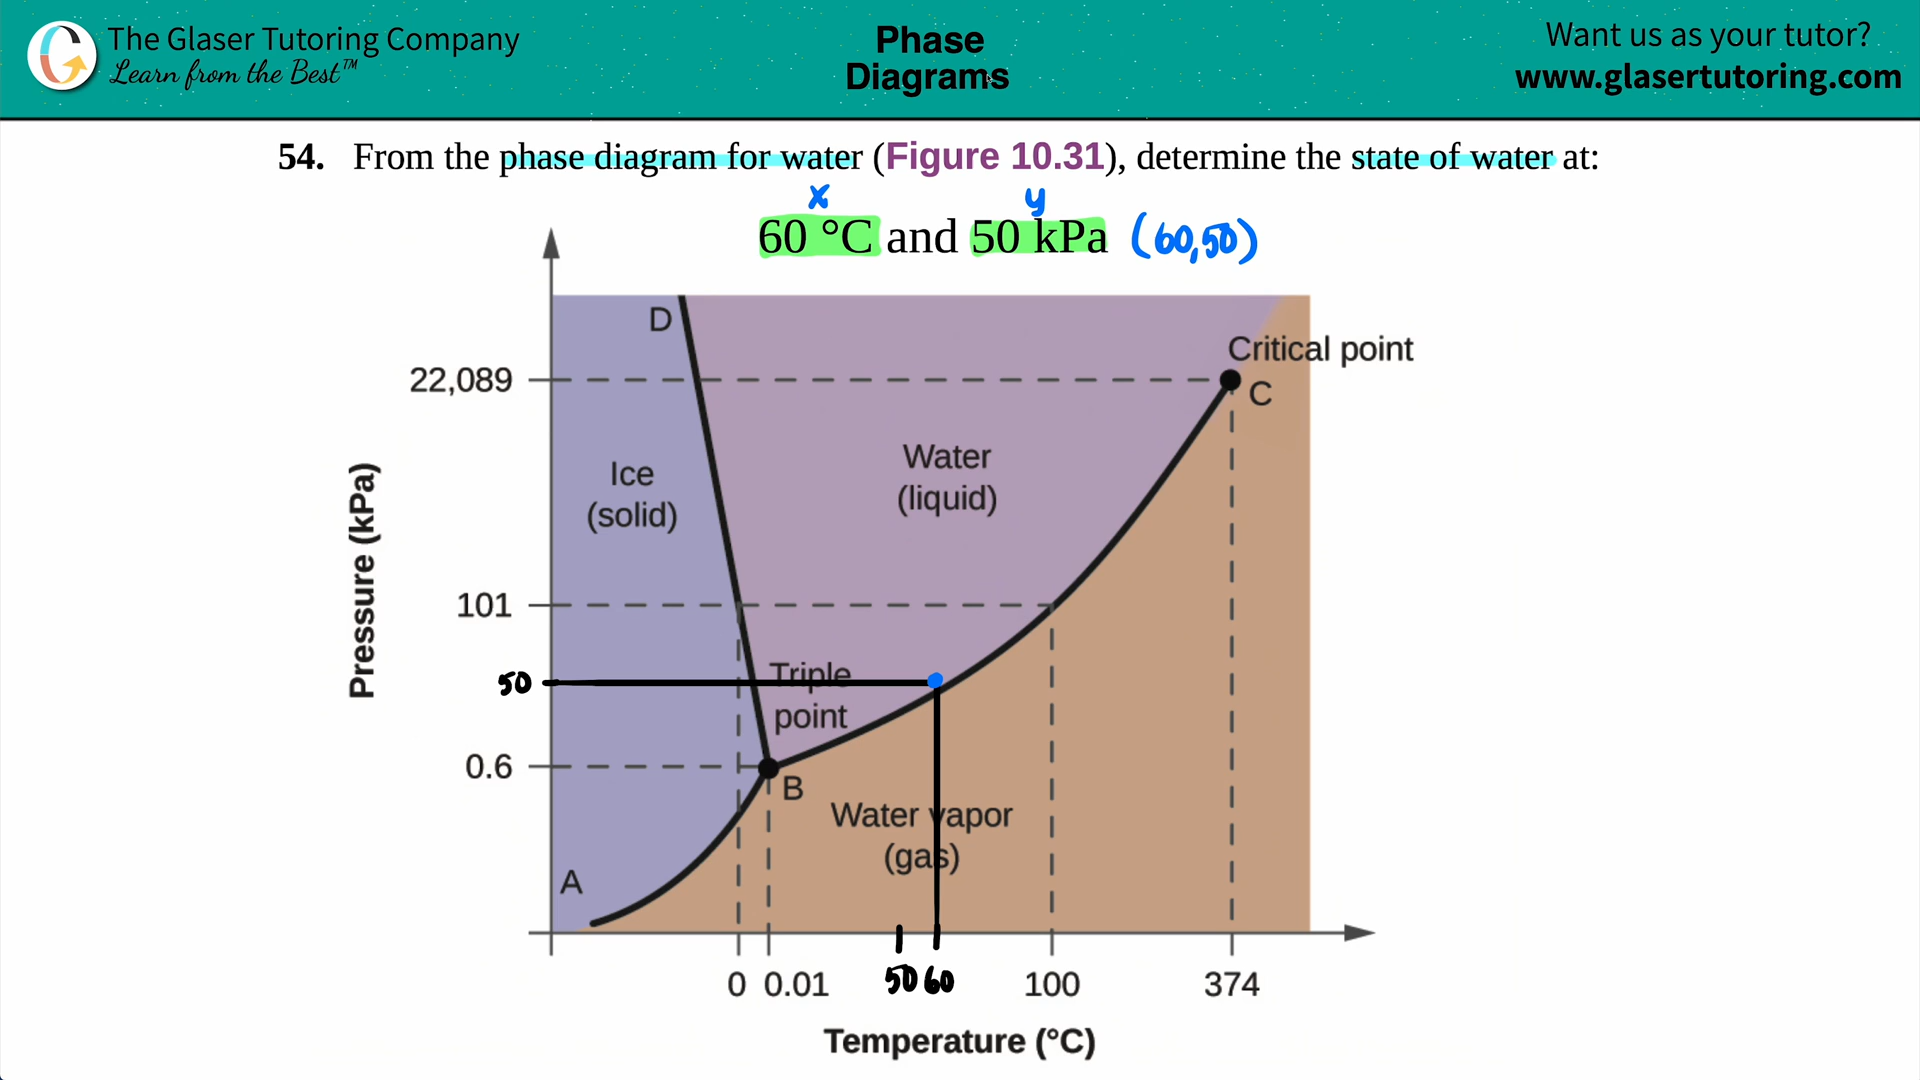 The Glaser Tutoring Company
Learn from the Best™
Phase
Diagrams
Want us as your tutor?
www.glasertutoring.com
54. From the phase diagram for water (Figure 10.31), determine the state of water at:
x
y
60 °C and 50 kPa (60,50)
D
Critical point
22,089
C
Water
(liquid)
Ice
(solid)
Pressure (kPa)
101
Triple
50
point
0.6
B
Water vapor
(gas)
A
0 0.01 50 60 100 374
Temperature (°C)